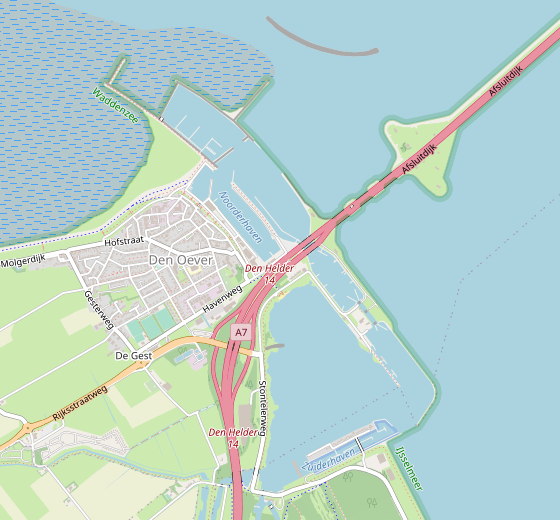 Afsluitdijk
Waddenzee
Afsluitdijk
Noorderhaven
Hofstraat
Molgerdijk
Den Oever
Den Helder
14
Gesterweg
Havenweg
A7
De Gest
Rijksstraatweg
Stontelerweg
Den Helder
14
Zuiderhaven
IJsselmeer